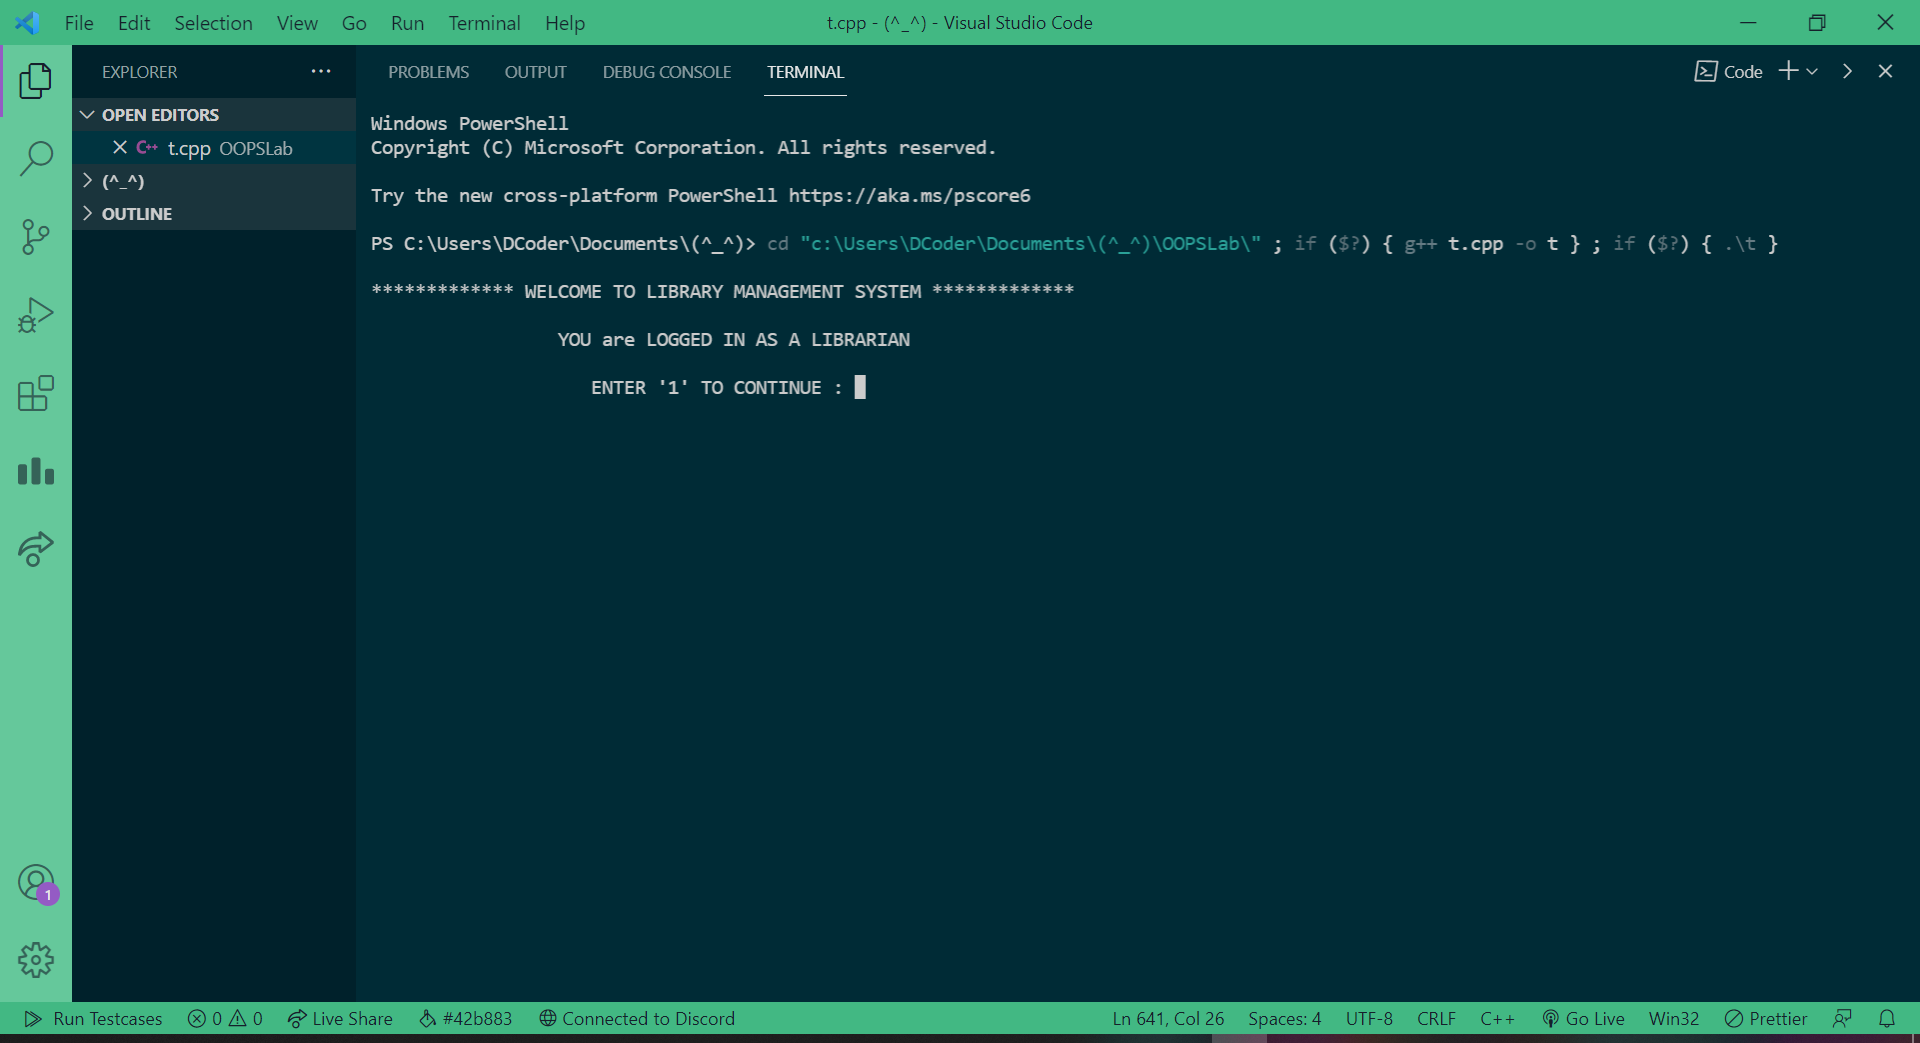 File Edit Selection View Go Run Terminal Help
t.cpp - (^_^) - Visual Studio Code
EXPLORER
PROBLEMS OUTPUT DEBUG CONSOLE TERMINAL
Code
OPEN EDITORS
C++ t.cpp OOPSLab
(^_^)
OUTLINE
Windows PowerShell
Copyright (C) Microsoft Corporation. All rights reserved.
Try the new cross-platform PowerShell https://aka.ms/pscore6
PS C:\Users\DCoder\Documents\(^_^)> cd "c:\Users\DCoder\Documents\(^_^)\OOPSLab\" ; if ($?) { g++ t.cpp -o t } ; if ($?) { .\t }
************* WELCOME TO LIBRARY MANAGEMENT SYSTEM *************
YOU are LOGGED IN AS A LIBRARIAN
ENTER '1' TO CONTINUE :
1
Run Testcases 0 0 Live Share #42b883 Connected to Discord
Ln 641, Col 26 Spaces: 4 UTF-8 CRLF C++ Go Live Win32 Prettier